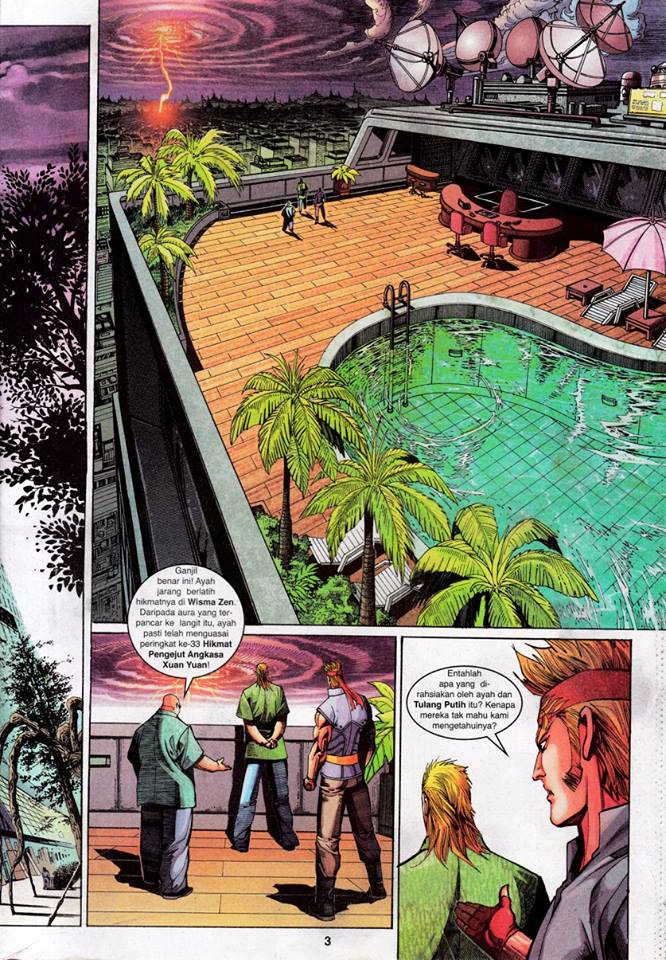 Ganjil
benar ini! Ayah
jarang berlatih
hikmatnya di Wisma Zen.
Daripada aura yang ter-
pancar ke langit itu, ayah
pasti telah menguasai
peringkat ke-33 Hikmat
Pengejut Angkasa
Xuan Yuan!
Entahlah
apa yang di-
rahsiakan oleh ayah dan
Tulang Putih itu? Kenapa
mereka tak mahu kami
mengetahuinya?
3